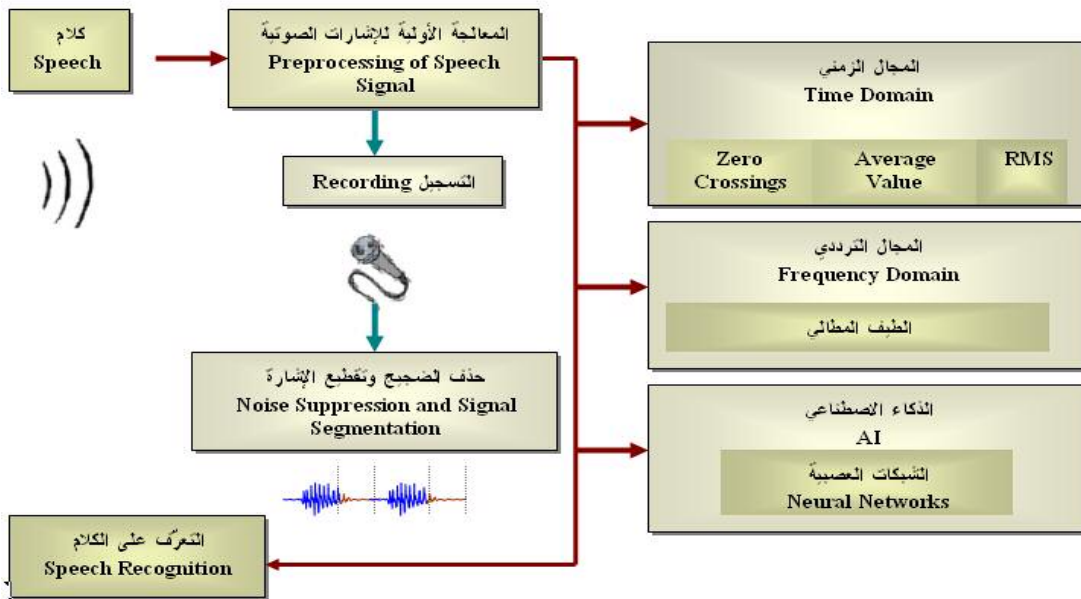 كلام
Speech
المعالجة الأولية للإشارات الصوتية
Preprocessing of Speech
Signal
التسجيل Recording
حذف الضجيج وتقطيع الإشارة
Noise Suppression and Signal
Segmentation
المجال الزمني
Time Domain
Zero
Crossings
Average
Value
RMS
المجال الترددي
Frequency Domain
الطيف المطالي
الذكاء الاصطناعي
AI
الشبكات العصبية
Neural Networks
التعرّف على الكلام
Speech Recognition